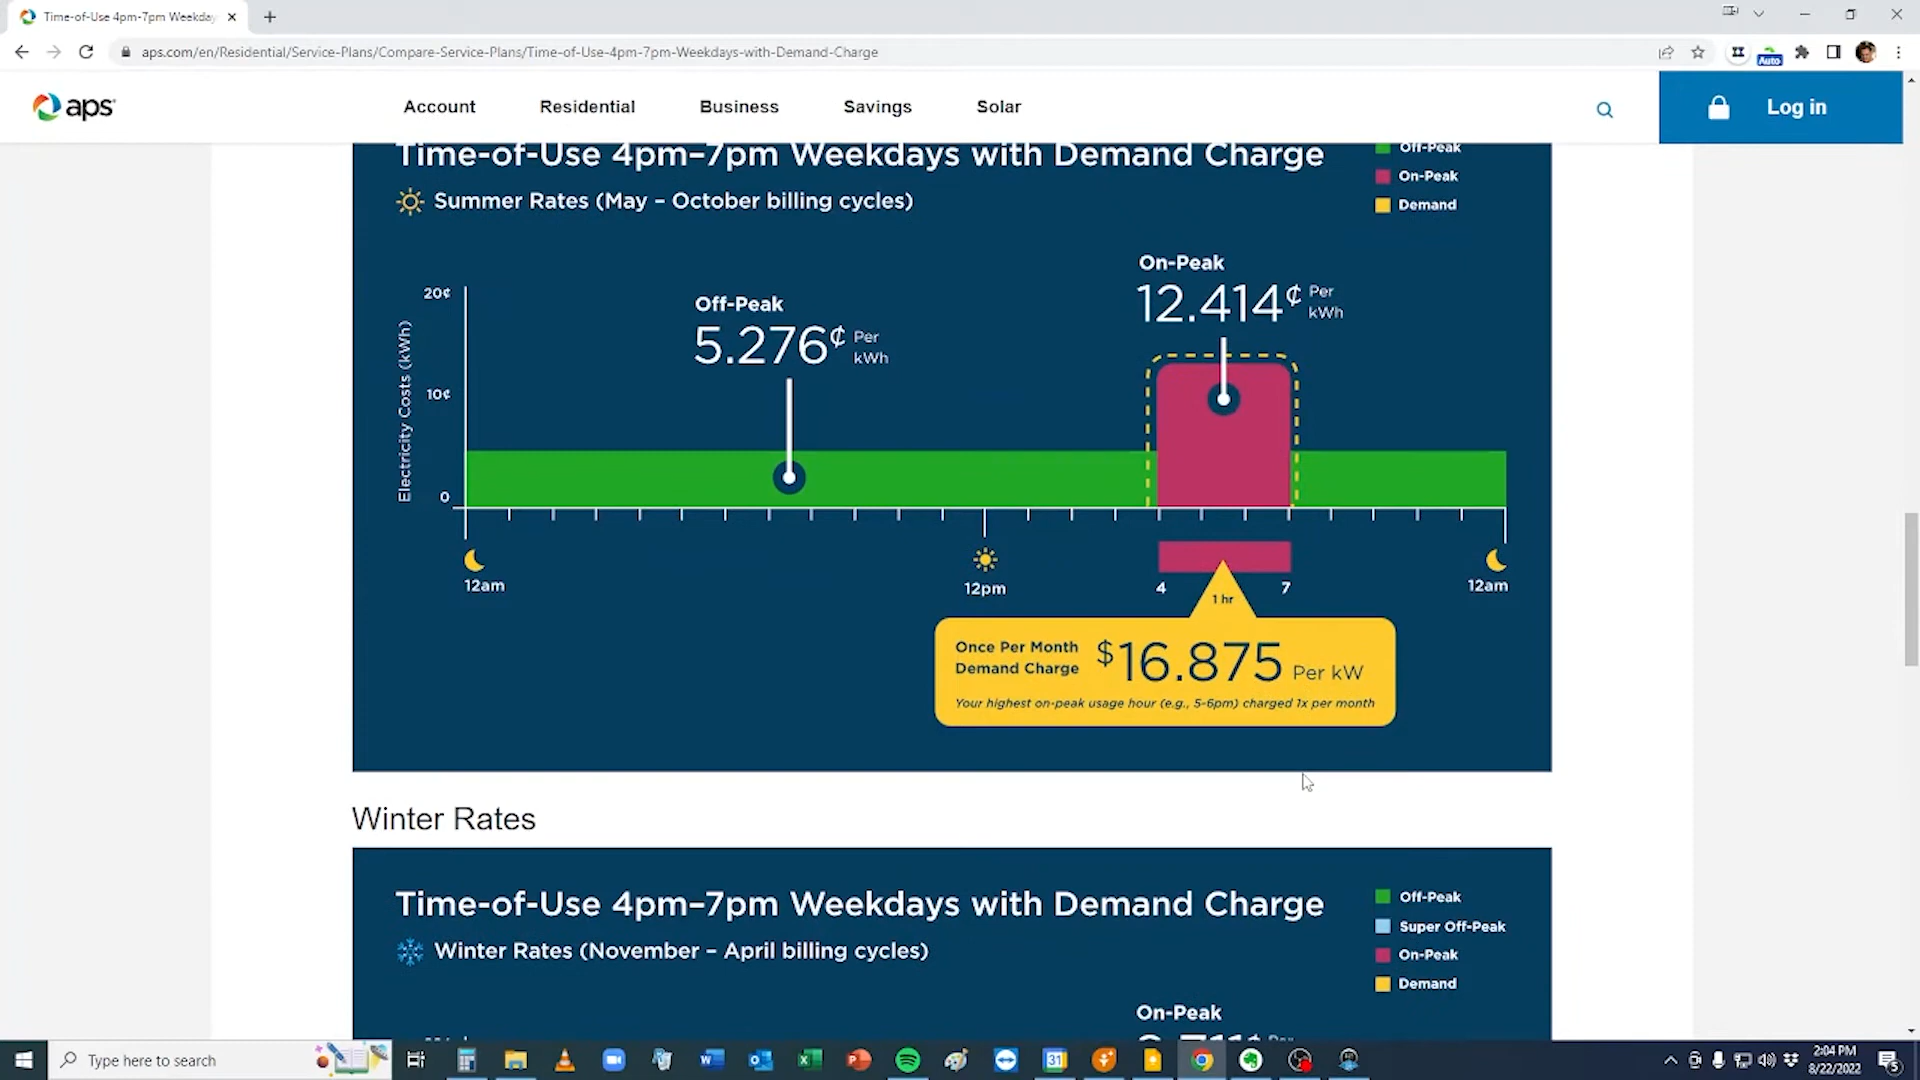 Time-of-Use 4pm-7pm Weekday
aps.com/en/Residential/Service-Plans/Compare-Service-Plans/Time-of-Use-4pm-7pm-Weekdays-with-Demand-Charge
Auto
aps
Account
Residential
Business
Savings
Solar
Log in
Time-of-Use 4pm–7pm Weekdays with Demand Charge
Summer Rates (May – October billing cycles)
Off-Peak
On-Peak
Demand
Electricity Costs (kWh)
20¢
10¢
0
Off-Peak
5.276¢ Per kWh
On-Peak
12.414¢ Per kWh
12am
12pm
4
7
12am
1 hr
Once Per Month
Demand Charge
$16.875 Per kW
Your highest on-peak usage hour (e.g., 5-6pm) charged 1x per month
Winter Rates
Time-of-Use 4pm–7pm Weekdays with Demand Charge
Winter Rates (November – April billing cycles)
Off-Peak
Super Off-Peak
On-Peak
Demand
On-Peak
Type here to search
31
2:04 PM
8/22/2022
5